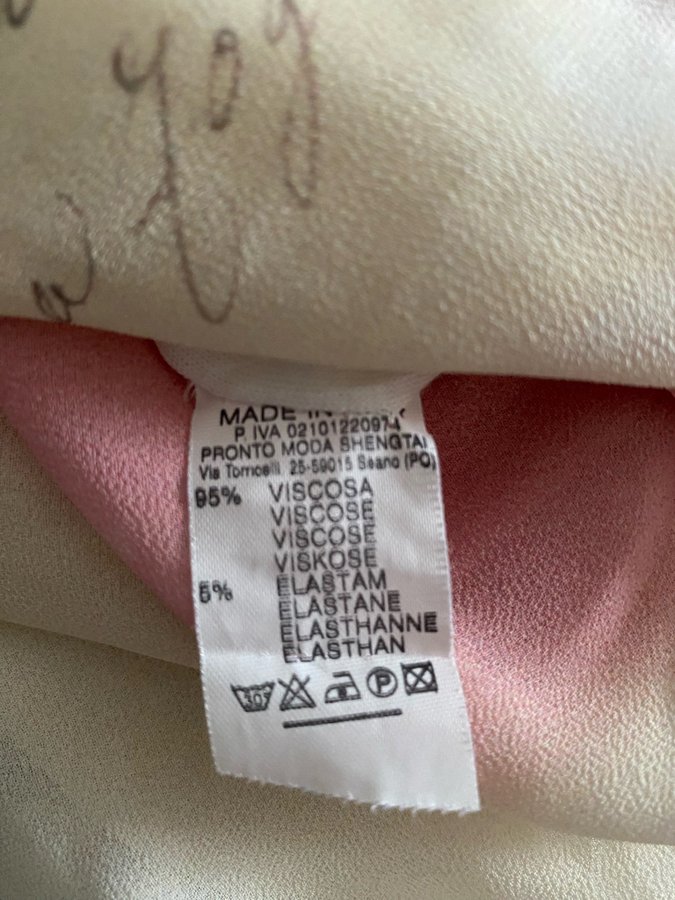 MADE IN
P. IVA 02101220974
PRONTO MODA SHENGTAI
Via Torricelli 25-59015 Seano (PO)
95% VISCOSA
VISCOSE
VISCOSE
VISKOSE
5% ELASTAM
ELASTANE
ELASTHANNE
ELASTHAN
30°
P